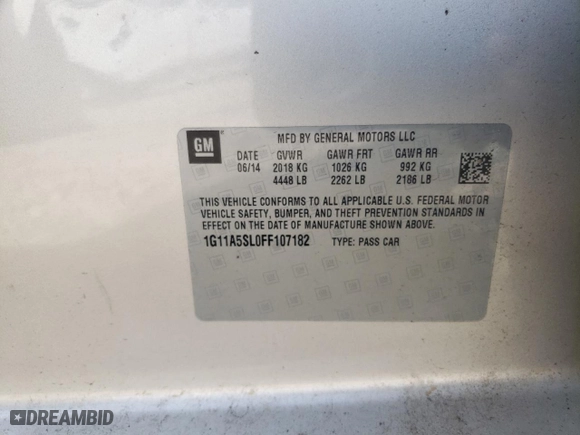 GM
MFD BY GENERAL MOTORS LLC
DATE GVWR GAWR FRT GAWR RR
06/14 2018 KG 1026 KG 992 KG
4448 LB 2262 LB 2186 LB
THIS VEHICLE CONFORMS TO ALL APPLICABLE U.S. FEDERAL MOTOR
VEHICLE SAFETY, BUMPER, AND THEFT PREVENTION STANDARDS IN
EFFECT ON THE DATE OF MANUFACTURE SHOWN ABOVE.
1G11A5SL0FF107182 TYPE: PASS CAR
DREAMBID